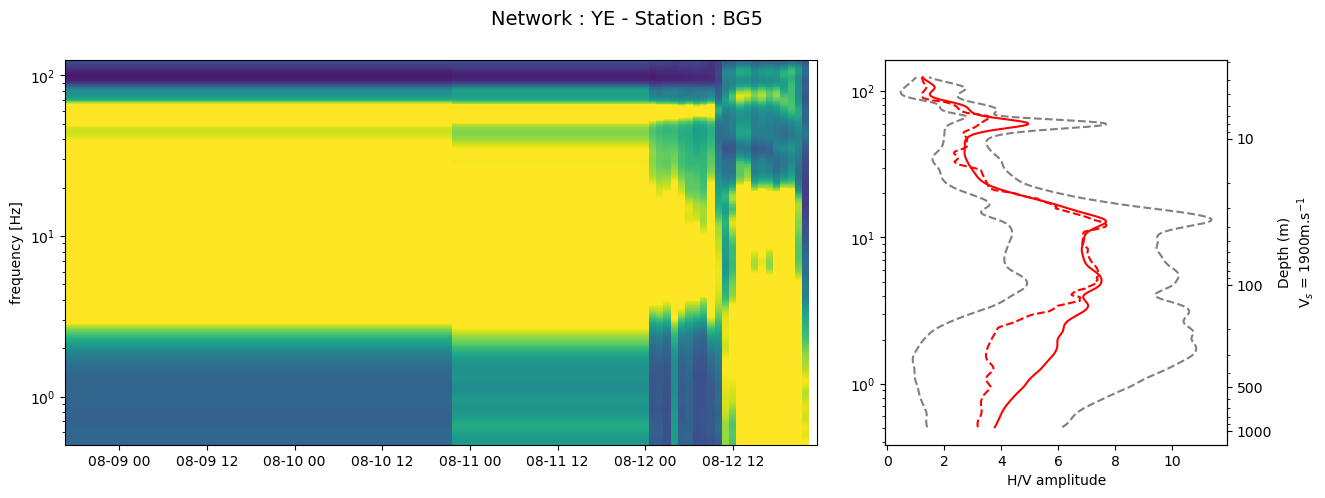 Network : YE - Station : BG5
frequency [Hz]
10²
10¹
10⁰
08-09 00 08-09 12 08-10 00 08-10 12 08-11 00 08-11 12 08-12 00 08-12 12
10²
10¹
10⁰
0 2 4 6 8 10
H/V amplitude
10
100
500
1000
Depth (m)
Vₛ = 1900m.s⁻¹